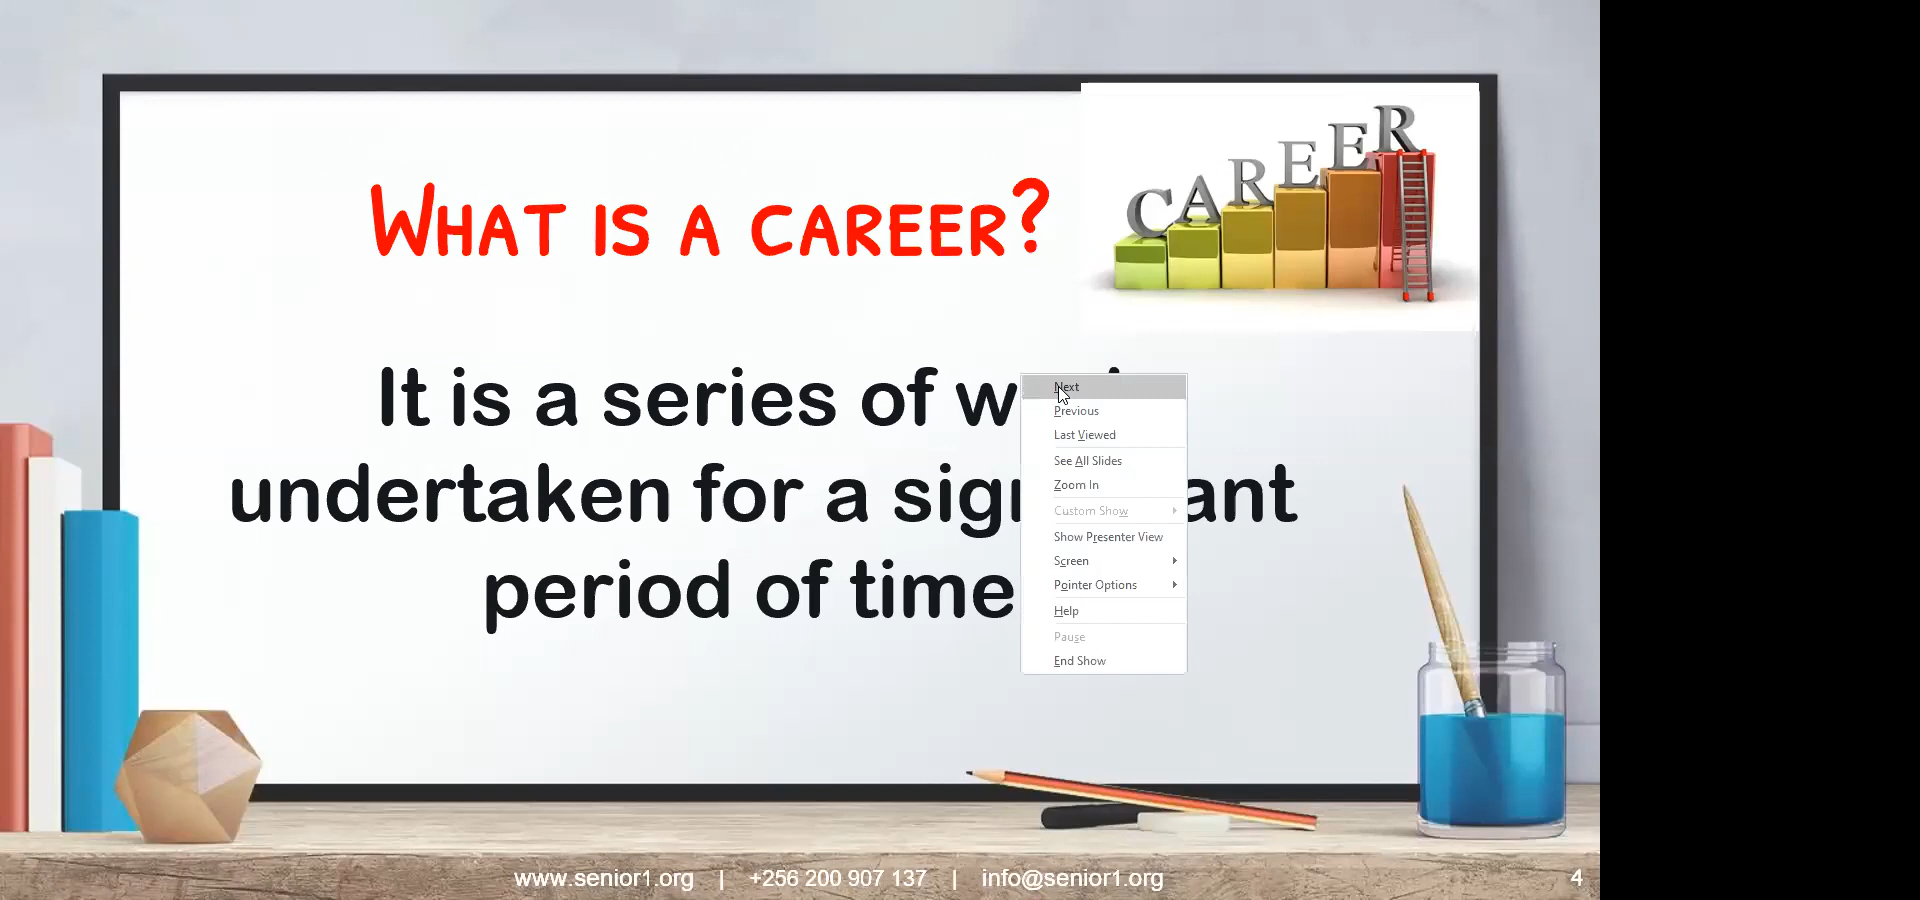 CAREER
WHAT IS A CAREER?
It is a series of
undertaken for a
period of time
Next
Previous
Last Viewed
See All Slides
Zoom In
Custom Show
Show Presenter View
Screen
Pointer Options
Help
Pause
End Show
www.senior1.org | +256 200 907 137 | info@senior1.org
4